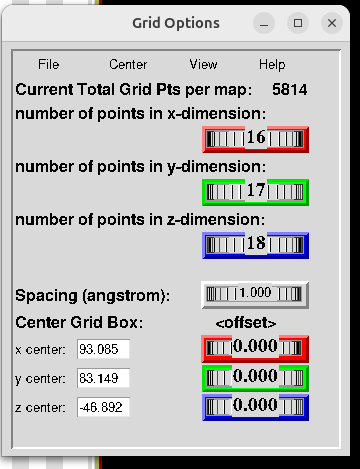 Grid Options
File Center View Help
Current Total Grid Pts per map: 5814
number of points in x-dimension:
16
number of points in y-dimension:
17
number of points in z-dimension:
18
Spacing (angstrom): 1.000
Center Grid Box: <offset>
x center: 93.085 0.000
y center: 83.149 0.000
z center: -46.892 0.000